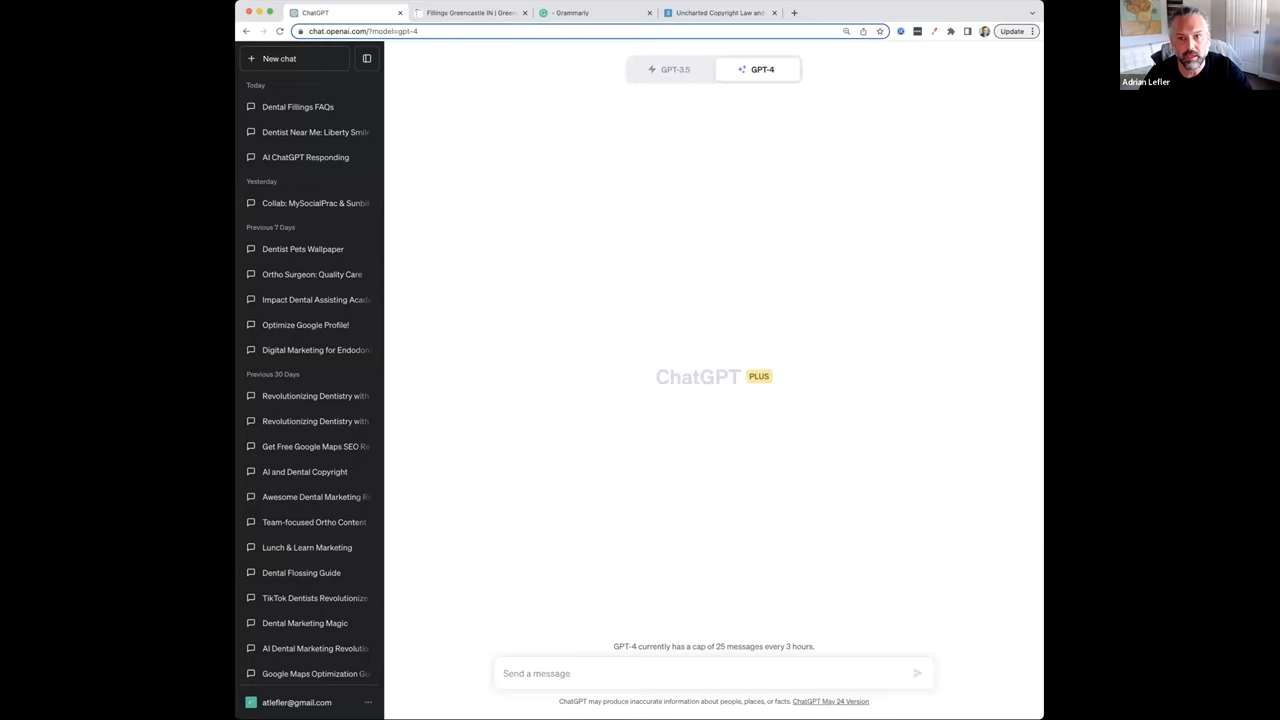 ChatGPT
Fillings Greencastle IN | Green
- Grammarly
Uncharted Copyright Law and
chat.openai.com/?model=gpt-4
Update
New chat
Today
Dental Fillings FAQs
Dentist Near Me: Liberty Smile
AI ChatGPT Responding
Yesterday
Collab: MySocialPrac & Sunbit
Previous 7 Days
Dentist Pets Wallpaper
Ortho Surgeon: Quality Care
Impact Dental Assisting Acad
Optimize Google Profile!
Digital Marketing for Endodon
Previous 30 Days
Revolutionizing Dentistry with
Revolutionizing Dentistry with
Get Free Google Maps SEO Re
AI and Dental Copyright
Awesome Dental Marketing R
Team-focused Ortho Content
Lunch & Learn Marketing
Dental Flossing Guide
TikTok Dentists Revolutionize
Dental Marketing Magic
AI Dental Marketing Revolutio
Google Maps Optimization Gu
atlefler@gmail.com
GPT-3.5
GPT-4
ChatGPT PLUS
GPT-4 currently has a cap of 25 messages every 3 hours.
Send a message
ChatGPT may produce inaccurate information about people, places, or facts. ChatGPT May 24 Version
Adrian Lefler